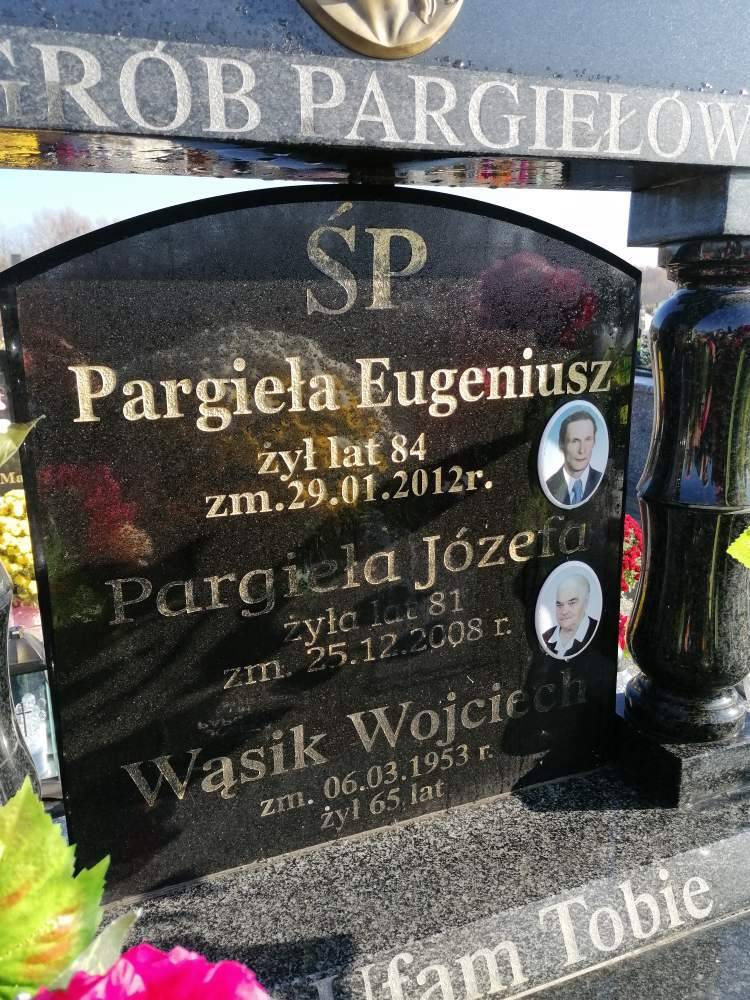 GRÓB PARGIEŁÓW
ŚP
Pargieła Eugeniusz
żył lat 84
zm.29.01.2012r.
Pargieła Józefa
żyła lat 81
zm. 25.12.2008 r.
Wąsik Wojciech
zm. 06.03.1953 r.
żył 65 lat
Ufam Tobie